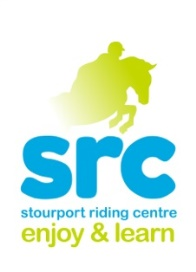 src
stourport riding centre
enjoy & learn